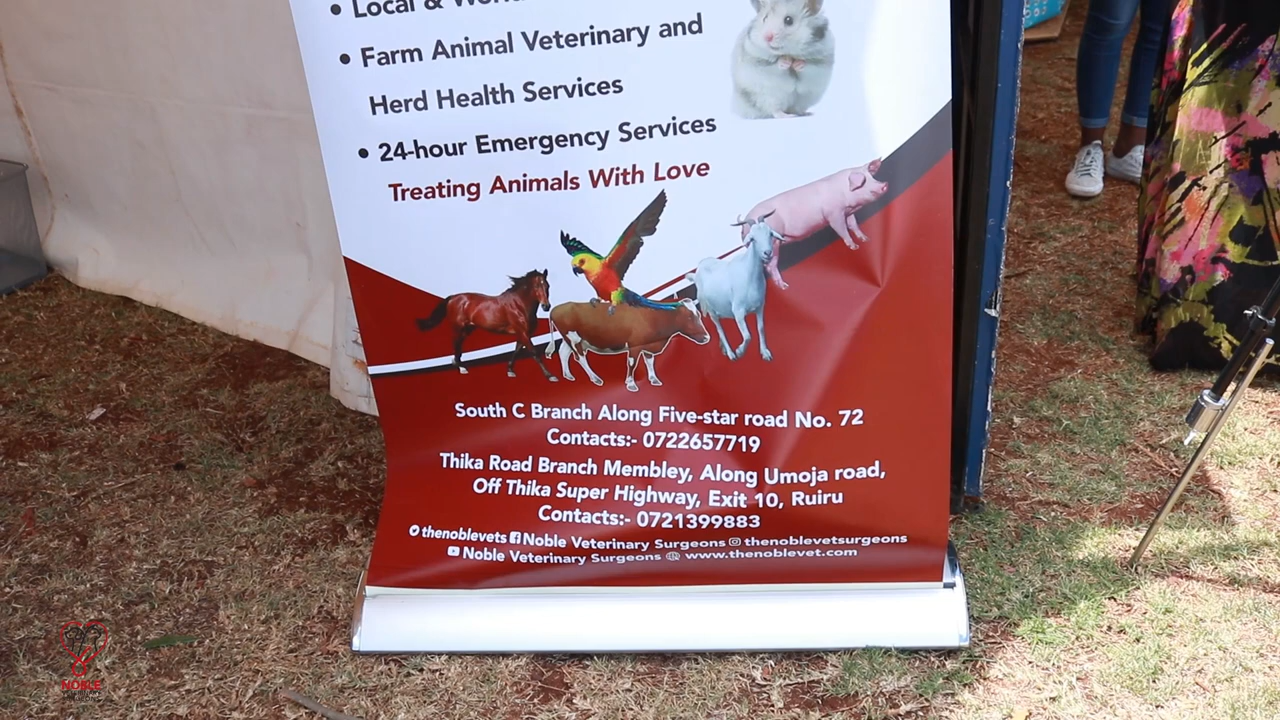 • Local &
• Farm Animal Veterinary and
Herd Health Services
• 24-hour Emergency Services
Treating Animals With Love
South C Branch Along Five-star road No. 72
Contacts:- 0722657719
Thika Road Branch Membley, Along Umoja road,
Off Thika Super Highway, Exit 10, Ruiru
Contacts:- 0721399883
thenoblevets Noble Veterinary Surgeons thenoblevetsurgeons
Noble Veterinary Surgeons www.thenoblevet.com
NOBLE